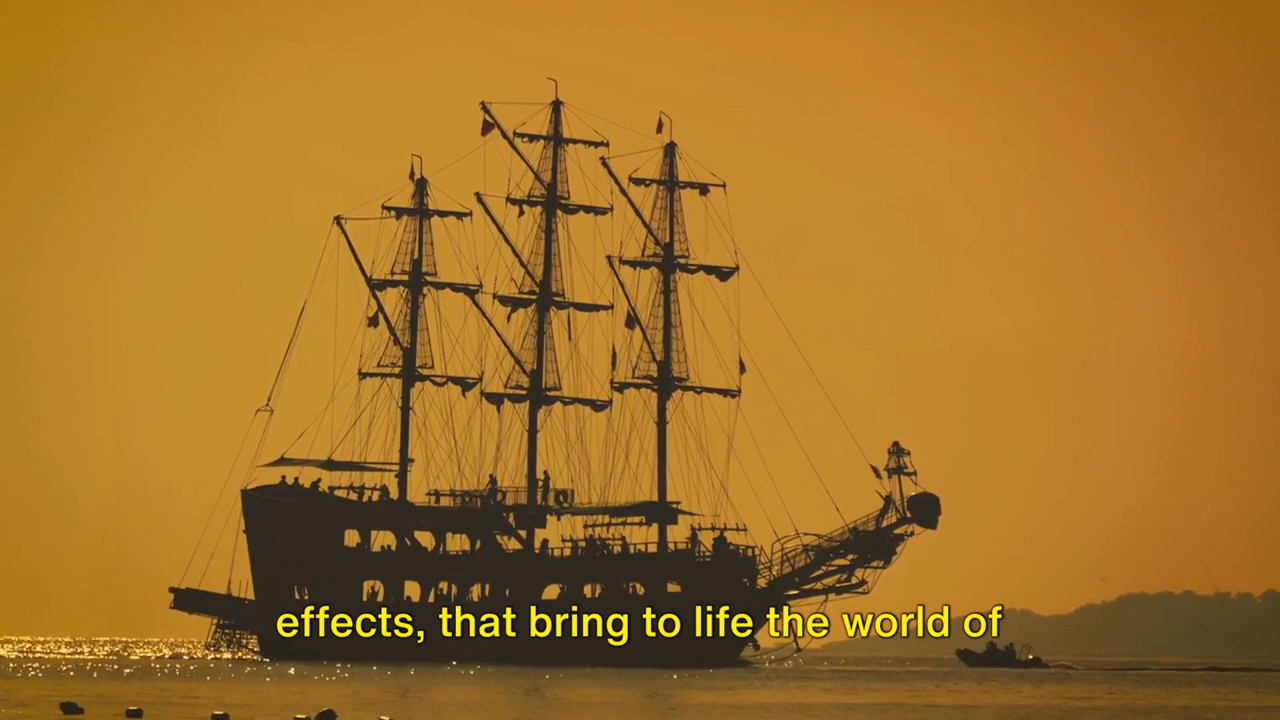 effects, that bring to life the world of